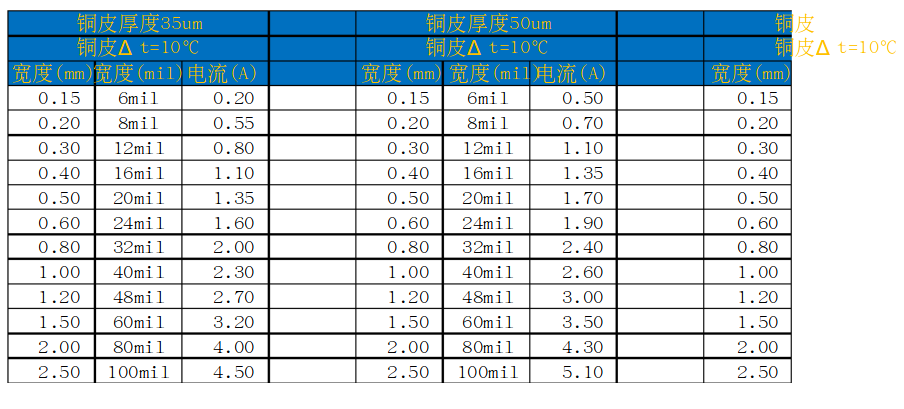 铜皮厚度35um 铜皮厚度50um 铜皮
铜皮Δ t=10℃ 铜皮Δ t=10℃ 铜皮Δ t=10℃
宽度(mm) 宽度(mil) 电流(A) 宽度(mm) 宽度(mil) 电流(A) 宽度(mm)
0.15 6mil 0.20 0.15 6mil 0.50 0.15
0.20 8mil 0.55 0.20 8mil 0.70 0.20
0.30 12mil 0.80 0.30 12mil 1.10 0.30
0.40 16mil 1.10 0.40 16mil 1.35 0.40
0.50 20mil 1.35 0.50 20mil 1.70 0.50
0.60 24mil 1.60 0.60 24mil 1.90 0.60
0.80 32mil 2.00 0.80 32mil 2.40 0.80
1.00 40mil 2.30 1.00 40mil 2.60 1.00
1.20 48mil 2.70 1.20 48mil 3.00 1.20
1.50 60mil 3.20 1.50 60mil 3.50 1.50
2.00 80mil 4.00 2.00 80mil 4.30 2.00
2.50 100mil 4.50 2.50 100mil 5.10 2.50